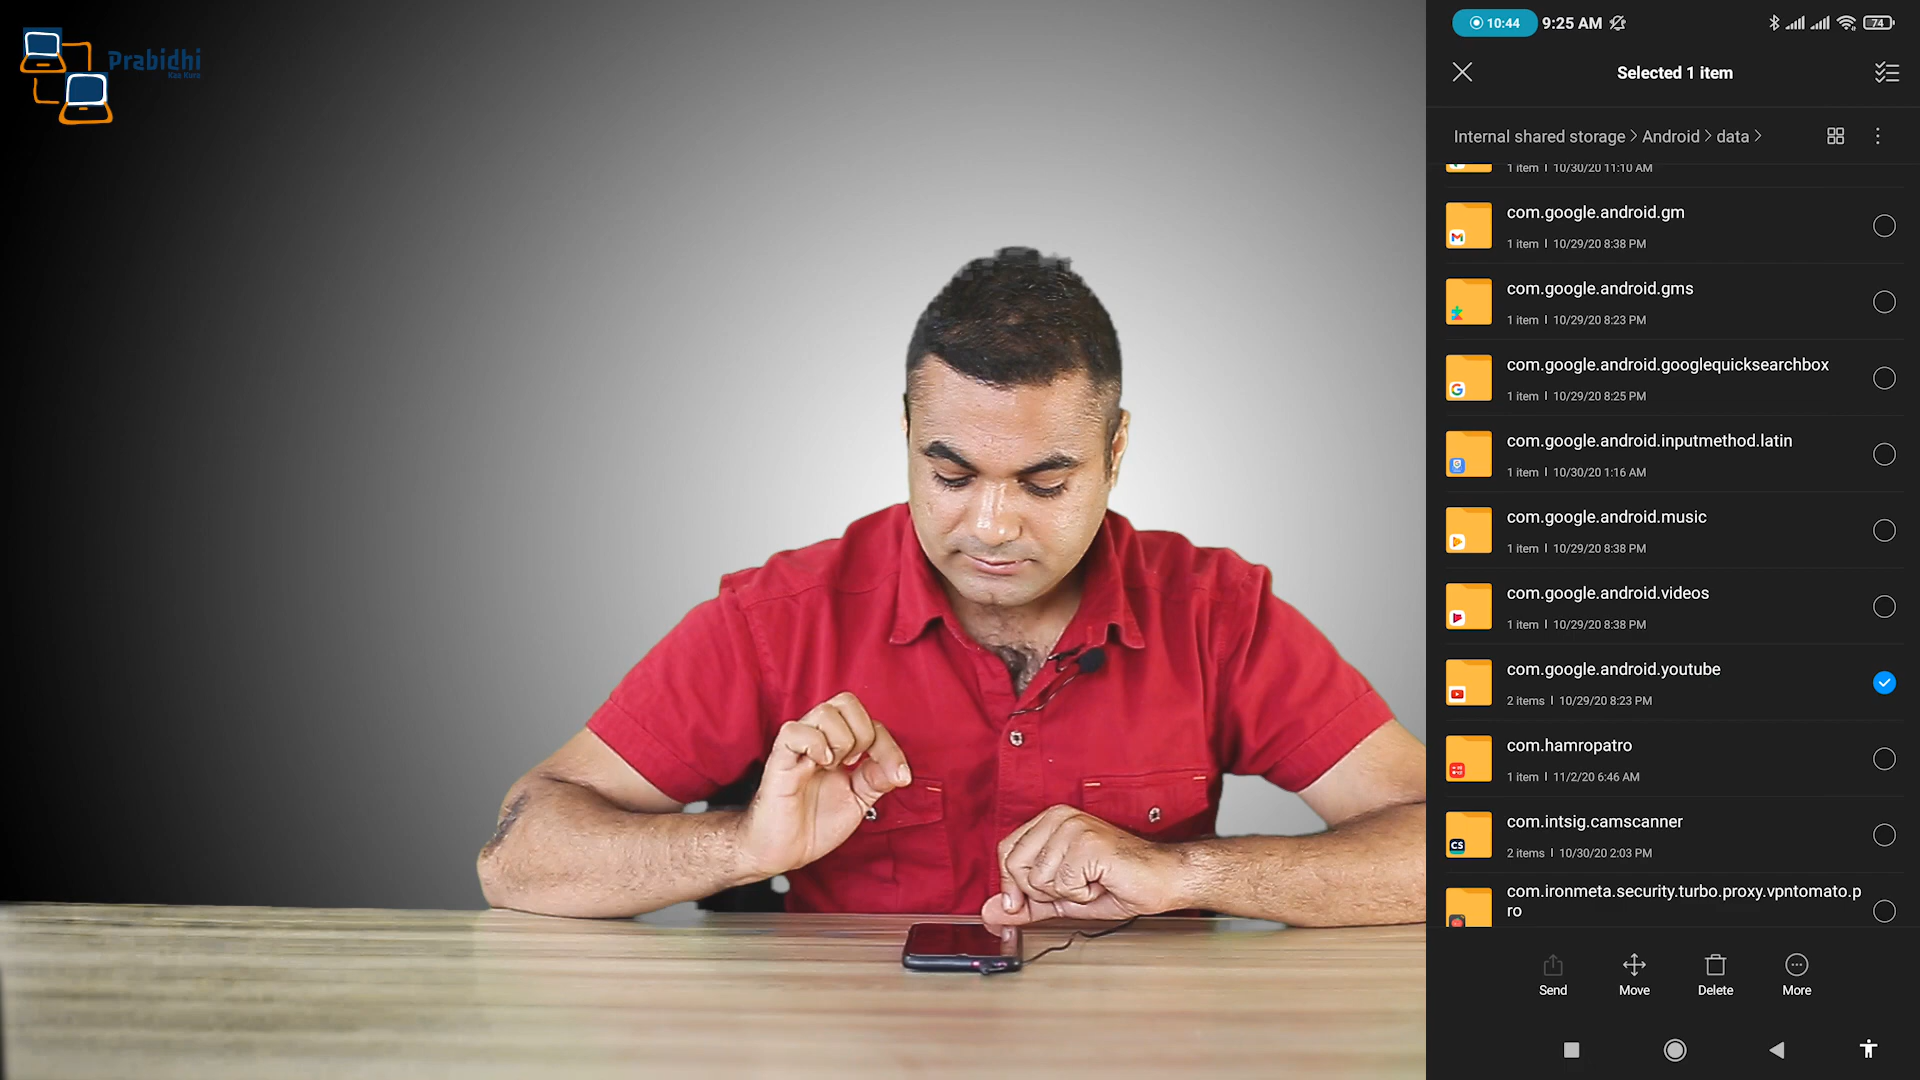 Prabidhi
Kaa Kura
10:44
9:25 AM
74
Selected 1 item
Internal shared storage > Android > data >
1 item | 10/30/20 11:10 AM
com.google.android.gm
1 item | 10/29/20 8:38 PM
com.google.android.gms
1 item | 10/29/20 8:23 PM
com.google.android.googlequicksearchbox
1 item | 10/29/20 8:25 PM
com.google.android.inputmethod.latin
1 item | 10/30/20 1:16 AM
com.google.android.music
1 item | 10/29/20 8:38 PM
com.google.android.videos
1 item | 10/29/20 8:38 PM
com.google.android.youtube
2 items | 10/29/20 8:23 PM
com.hamropatro
1 item | 11/2/20 6:46 AM
com.intsig.camscanner
CS
2 items | 10/30/20 2:03 PM
com.ironmeta.security.turbo.proxy.vpntomato.p
ro
Send
Move
Delete
More